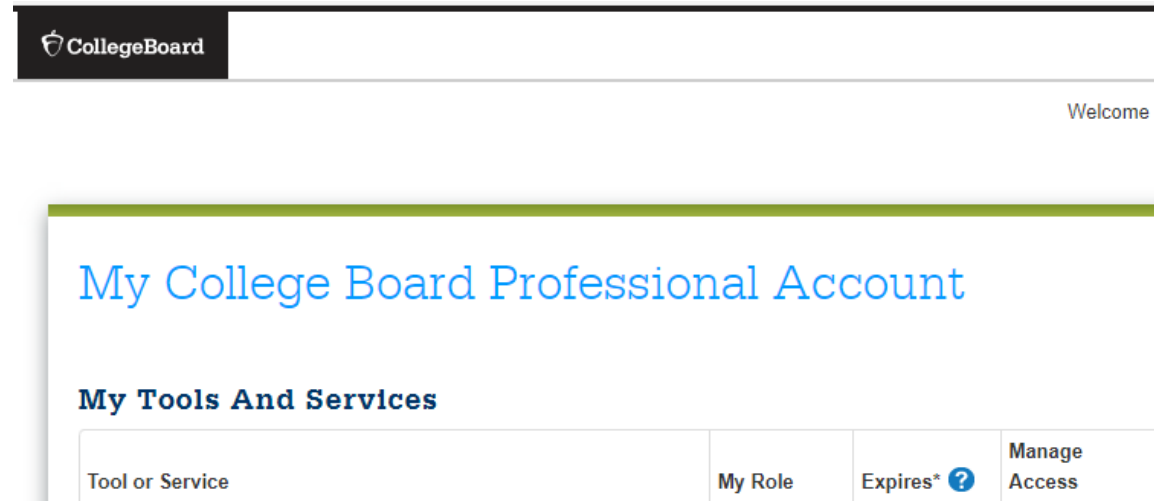 CollegeBoard
Welcome
My College Board Professional Account
My Tools And Services
Tool or Service
My Role
Expires* ?
Manage
Access